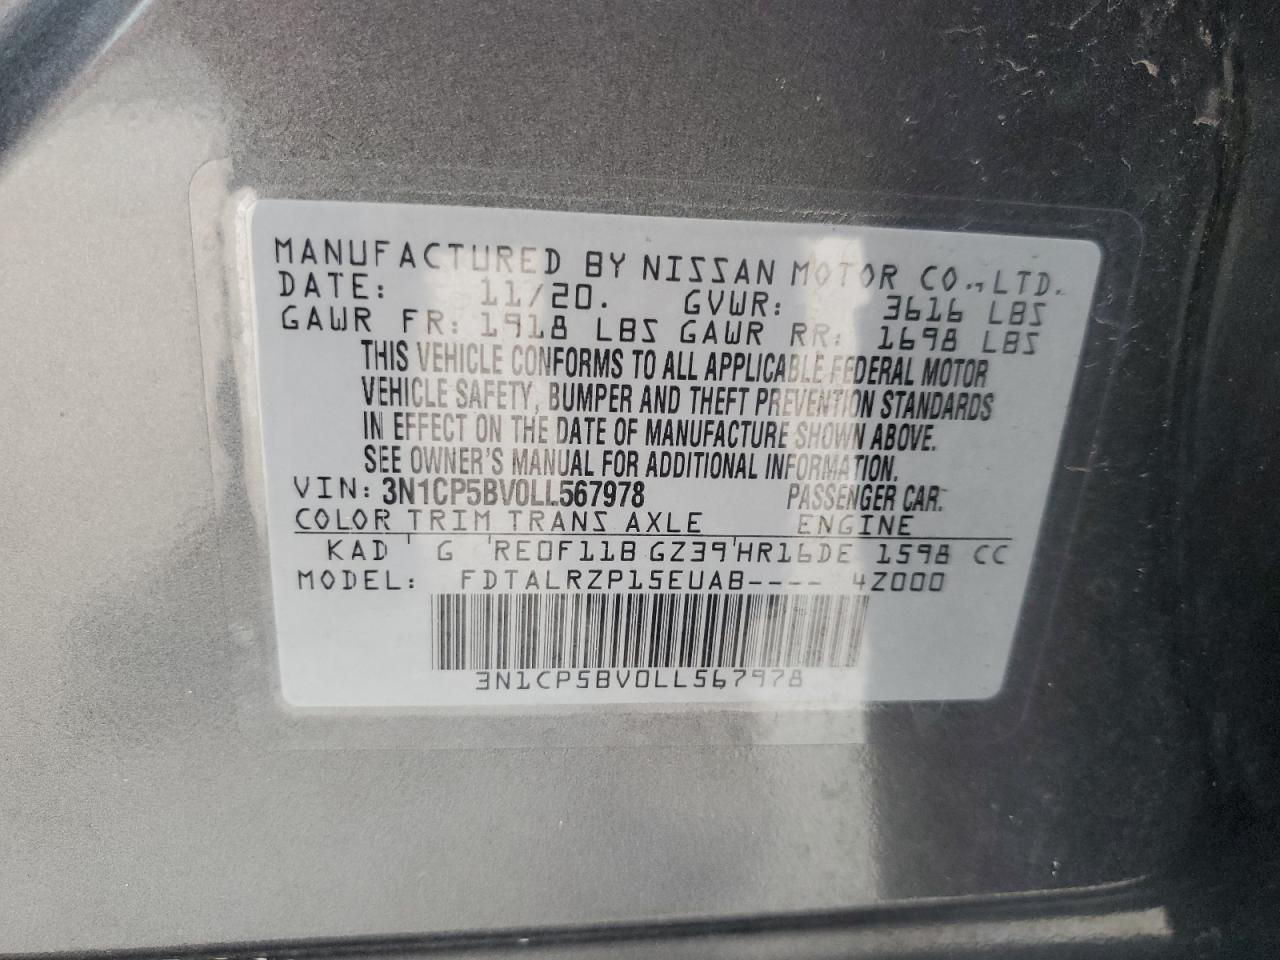 MANUFACTURED BY NISSAN MOTOR CO.,LTD.
DATE: 11/20. GVWR: 3616 LBS
GAWR FR: 1918 LBS GAWR RR: 1698 LBS
THIS VEHICLE CONFORMS TO ALL APPLICABLE FEDERAL MOTOR
VEHICLE SAFETY, BUMPER AND THEFT PREVENTION STANDARDS
IN EFFECT ON THE DATE OF MANUFACTURE SHOWN ABOVE.
SEE OWNER'S MANUAL FOR ADDITIONAL INFORMATION.
VIN: 3N1CP5BV0LL567978 PASSENGER CAR.
COLOR TRIM TRANS AXLE ENGINE
KAD ' G 'RE0F11B GZ39'HR16DE 1598 CC
MODEL: FDTALRZP15EUAB---- 4Z000
3N1CP5BV0LL567978